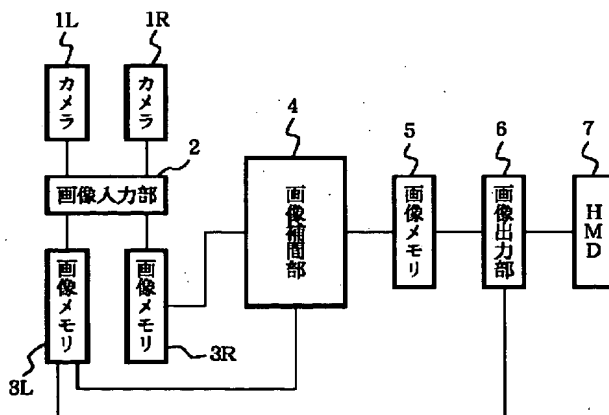 1L
1R
カメラ
カメラ
2
画像入力部
画像メモリ
画像メモリ
3L
3R
4
画像補間部
5
画像メモリ
6
画像出力部
7
HMD